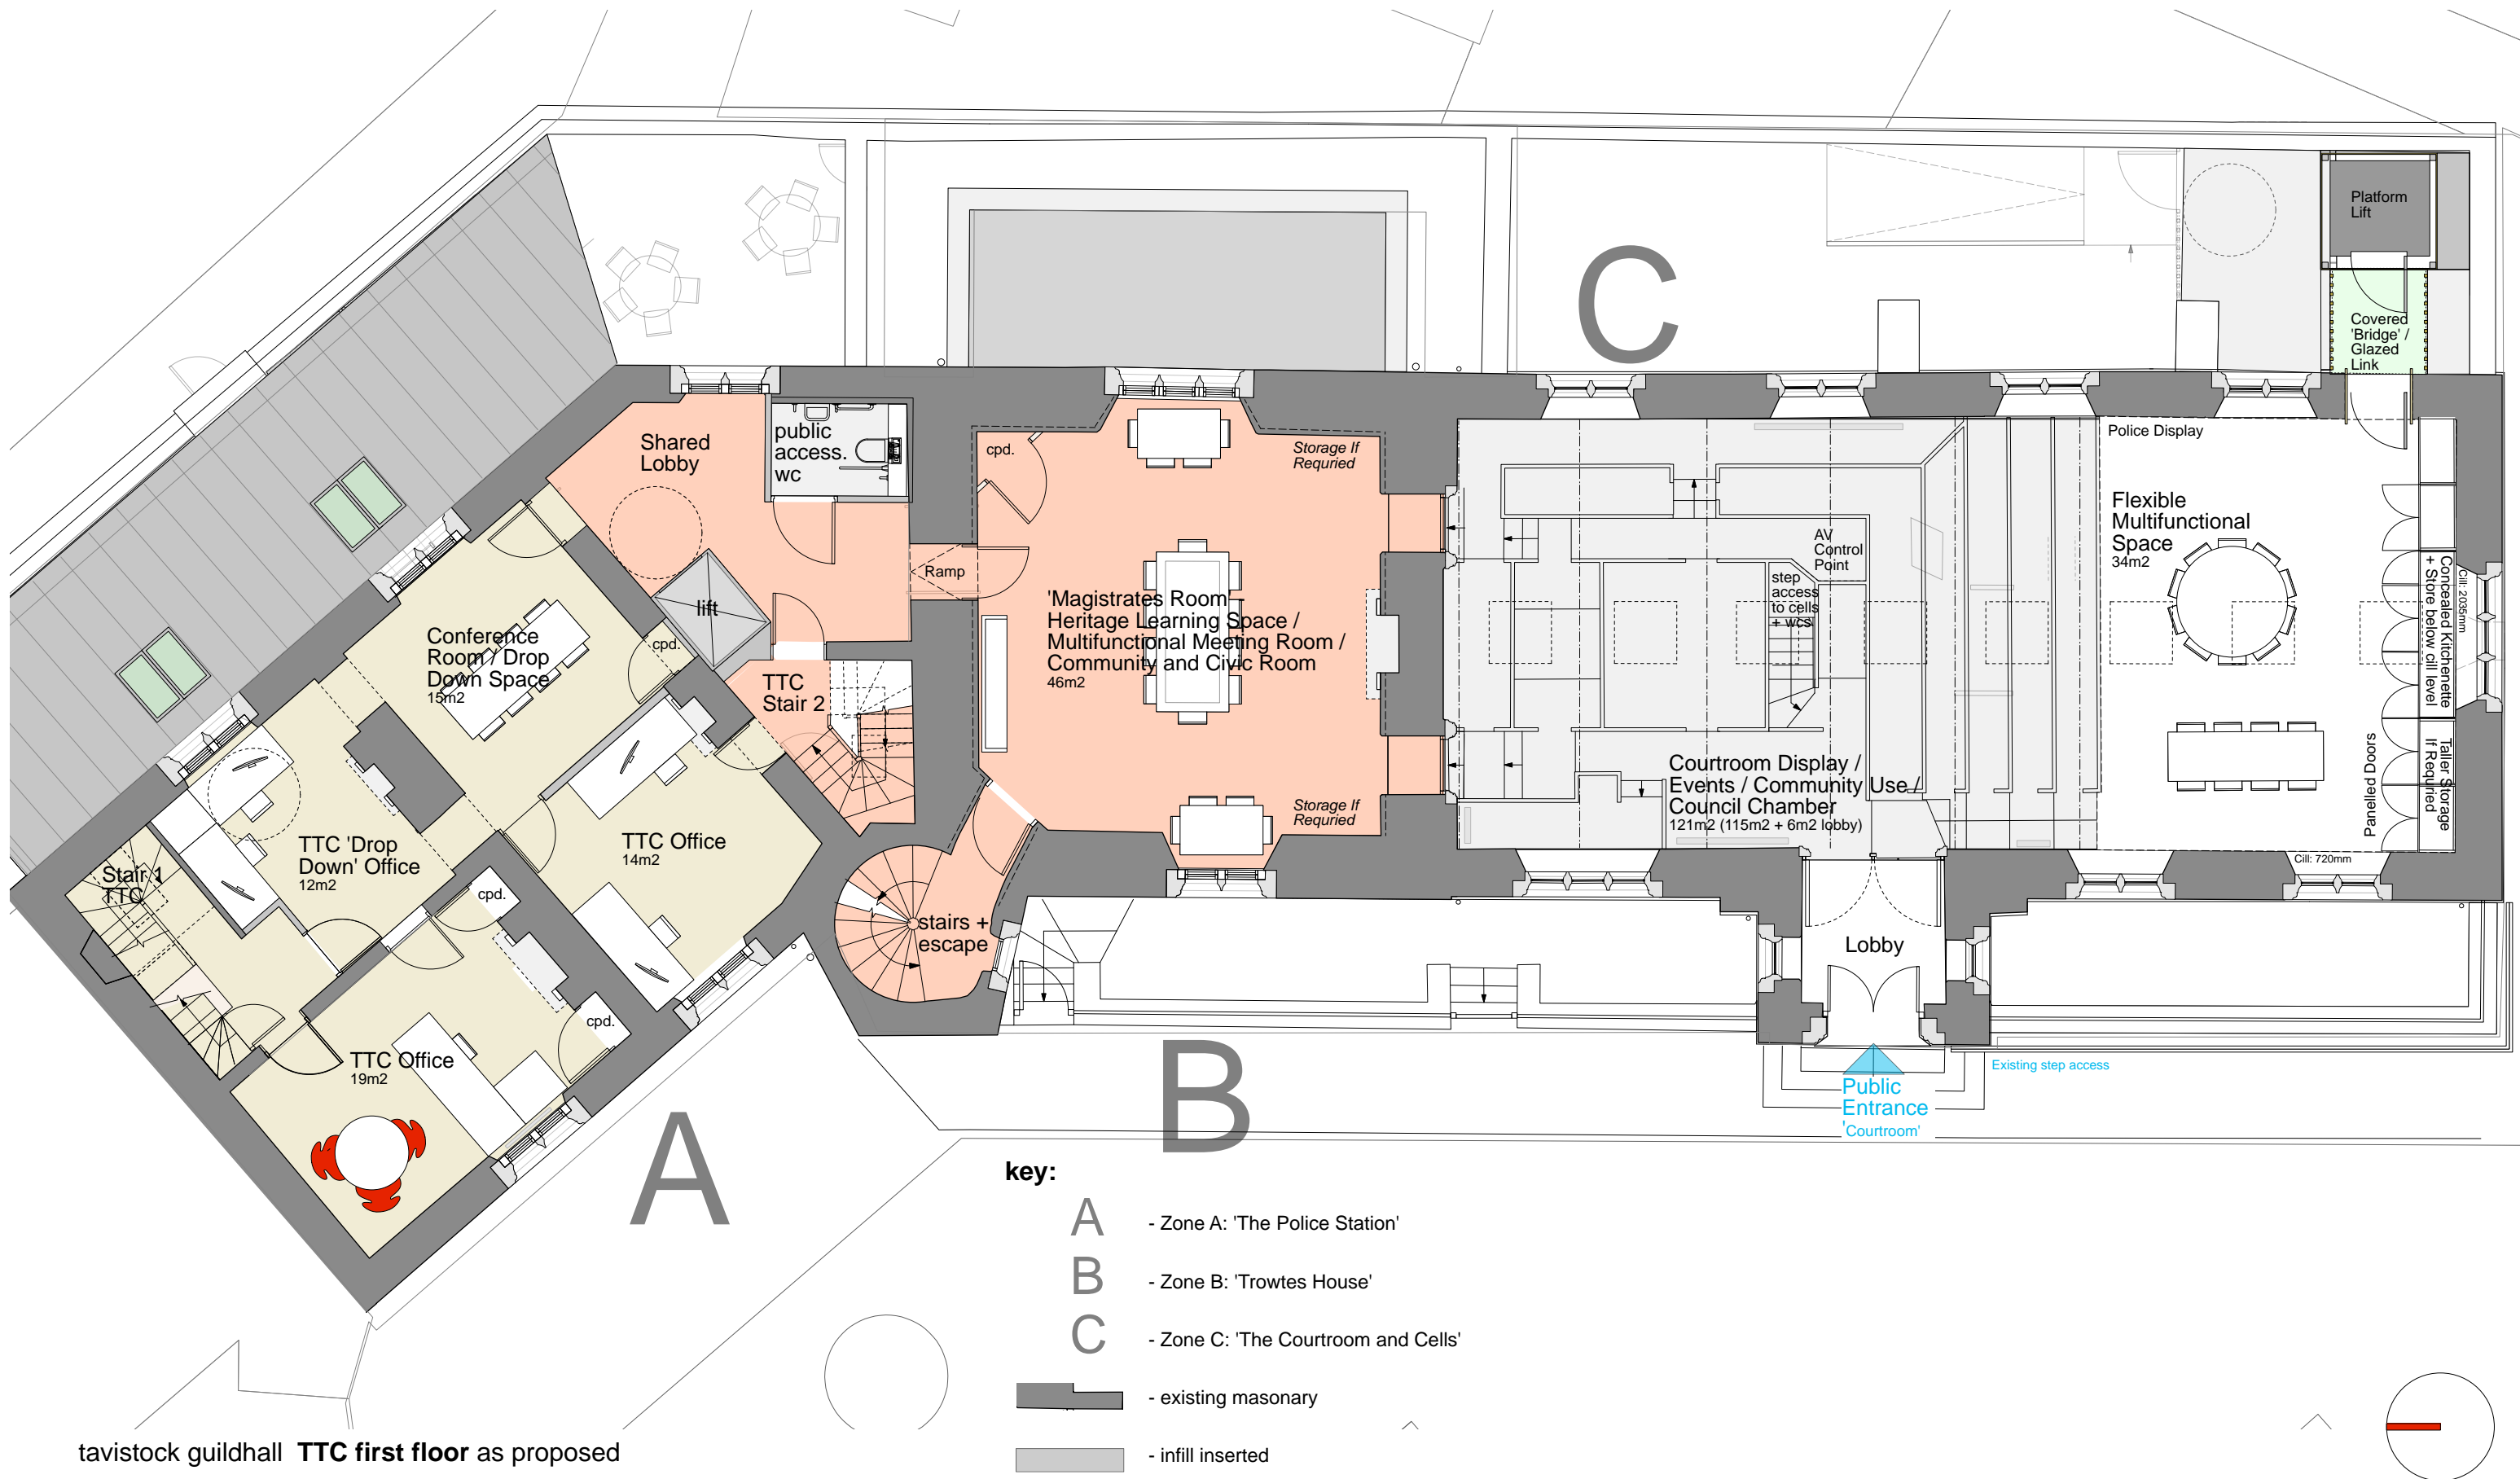 A
B
C
Platform
Lift
Covered
'Bridge' /
Glazed
Link
Shared
Lobby
public
access.
wc
cpd.
Storage If
Requried
Police Display
Flexible
Multifunctional
Space
34m2
AV
Control
Point
step
access
to cells
+ wcs
Ramp
lift
'Magistrates Room'
Heritage Learning Space /
Multifunctional Meeting Room /
Community and Civic Room
46m2
Concealed Kitchenette
+ Store below cill level
Cill: 2035mm
Conference
Room / Drop
Down Space
15m2
cpd.
TTC
Stair 2
Taller Storage
If Requried
Panelled Doors
Courtroom Display /
Events / Community Use /
Council Chamber
121m2 (115m2 + 6m2 lobby)
Storage If
Requried
TTC Office
14m2
TTC 'Drop
Down' Office
12m2
Cill: 720mm
Stair 1
TTC
cpd.
stairs +
escape
Lobby
cpd.
TTC Office
19m2
Existing step access
Public
Entrance
'Courtroom'
key:
A - Zone A: 'The Police Station'
B - Zone B: 'Trowtes House'
C - Zone C: 'The Courtroom and Cells'
- existing masonary
- infill inserted
tavistock guildhall TTC first floor as proposed